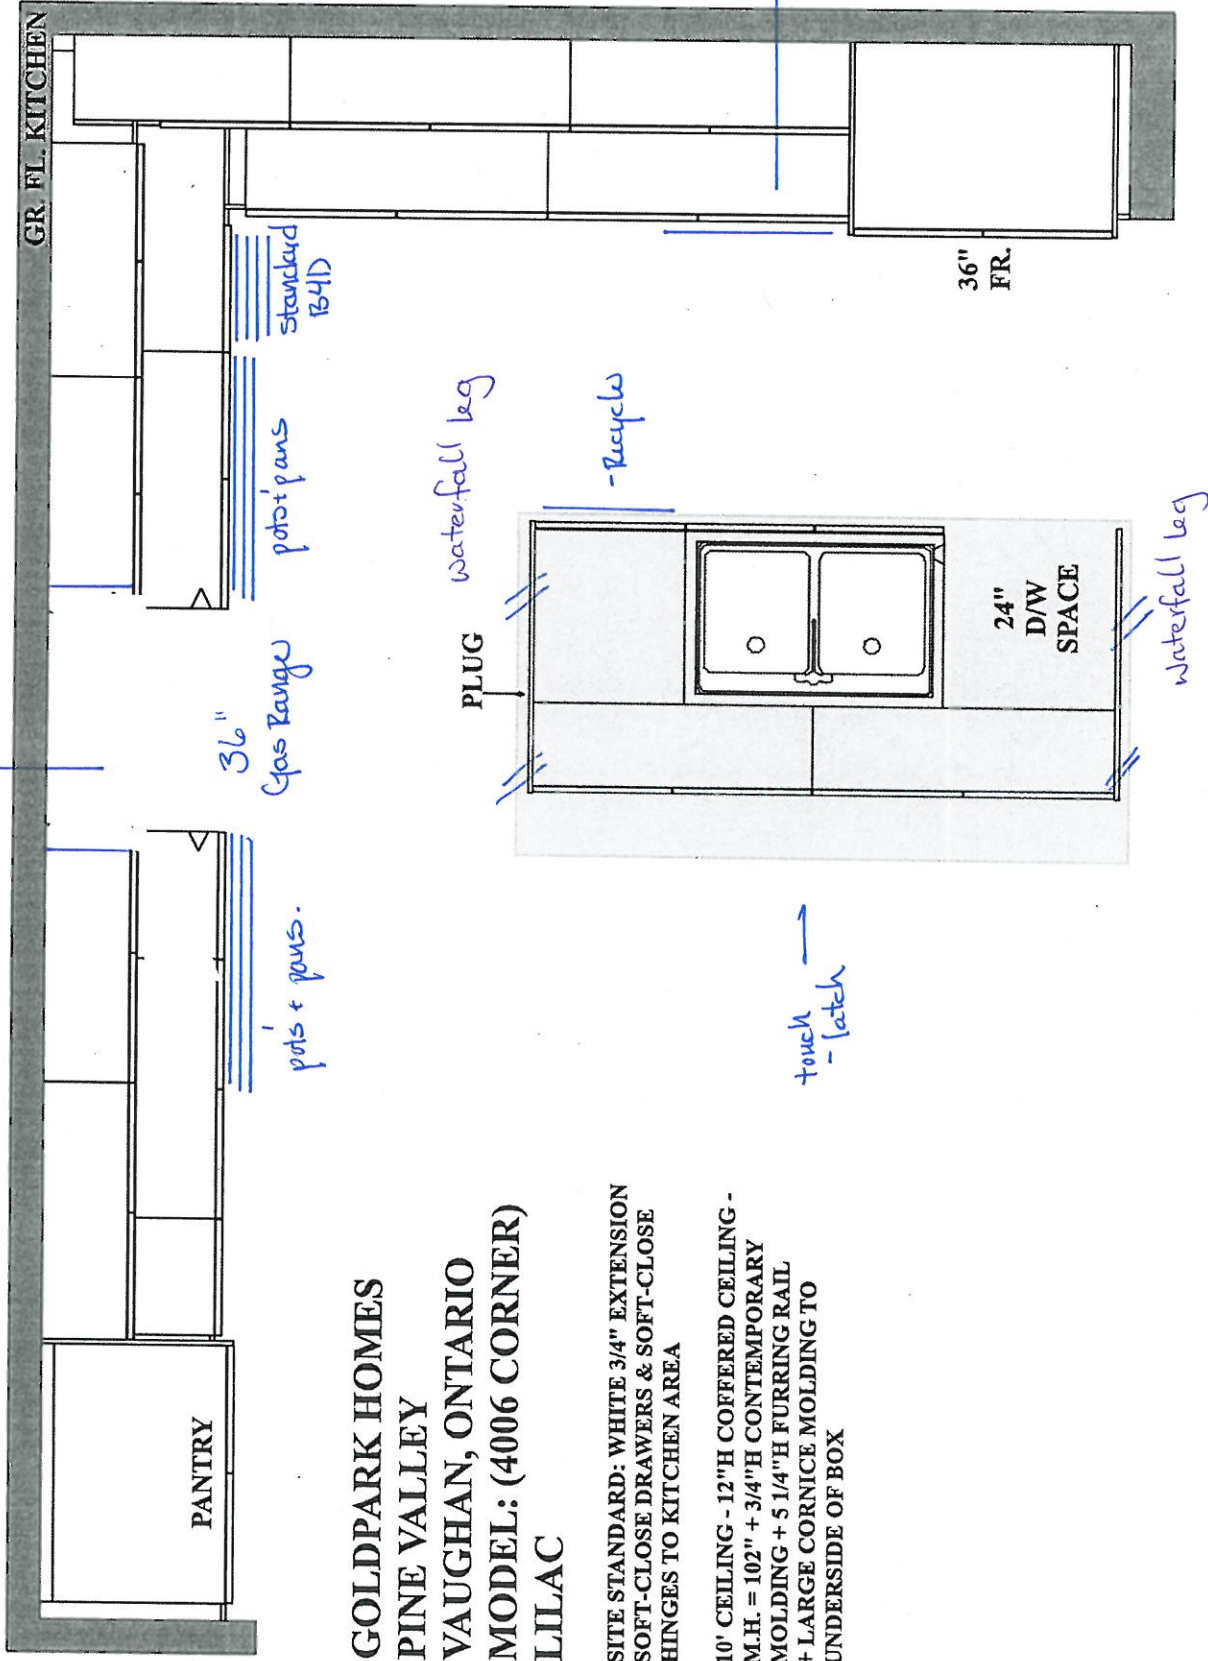 GR. FL. KITCHEN
standard
B4D
pots + pans
36"
Gas Range
pots + pans.
36"
FR.
waterfall leg
- Recycle
PLUG
24"
D/W
SPACE
waterfall leg
touch
- latch
PANTRY
GOLDPARK HOMES
PINE VALLEY
VAUGHAN, ONTARIO
MODEL: (4006 CORNER)
LILAC
SITE STANDARD: WHITE 3/4" EXTENSION
SOFT-CLOSE DRAWERS & SOFT-CLOSE
HINGES TO KITCHEN AREA
10' CEILING - 12"H COFFERED CEILING -
M.H. = 102" + 3/4"H CONTEMPORARY
MOLDING + 5 1/4"H FURRING RAIL
+ LARGE CORNICE MOLDING TO
UNDERSIDE OF BOX